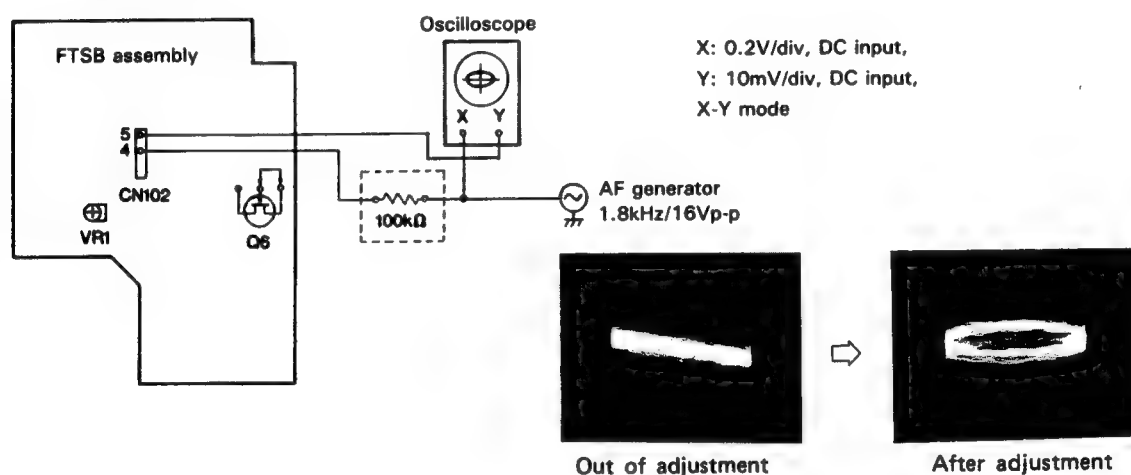 Oscilloscope
FTSB assembly
X Y
5
4
CN102
VR1
Q6
100kΩ
AF generator
1.8kHz/16Vp-p
X: 0.2V/div, DC input,
Y: 10mV/div, DC input,
X-Y mode
Out of adjustment
After adjustment